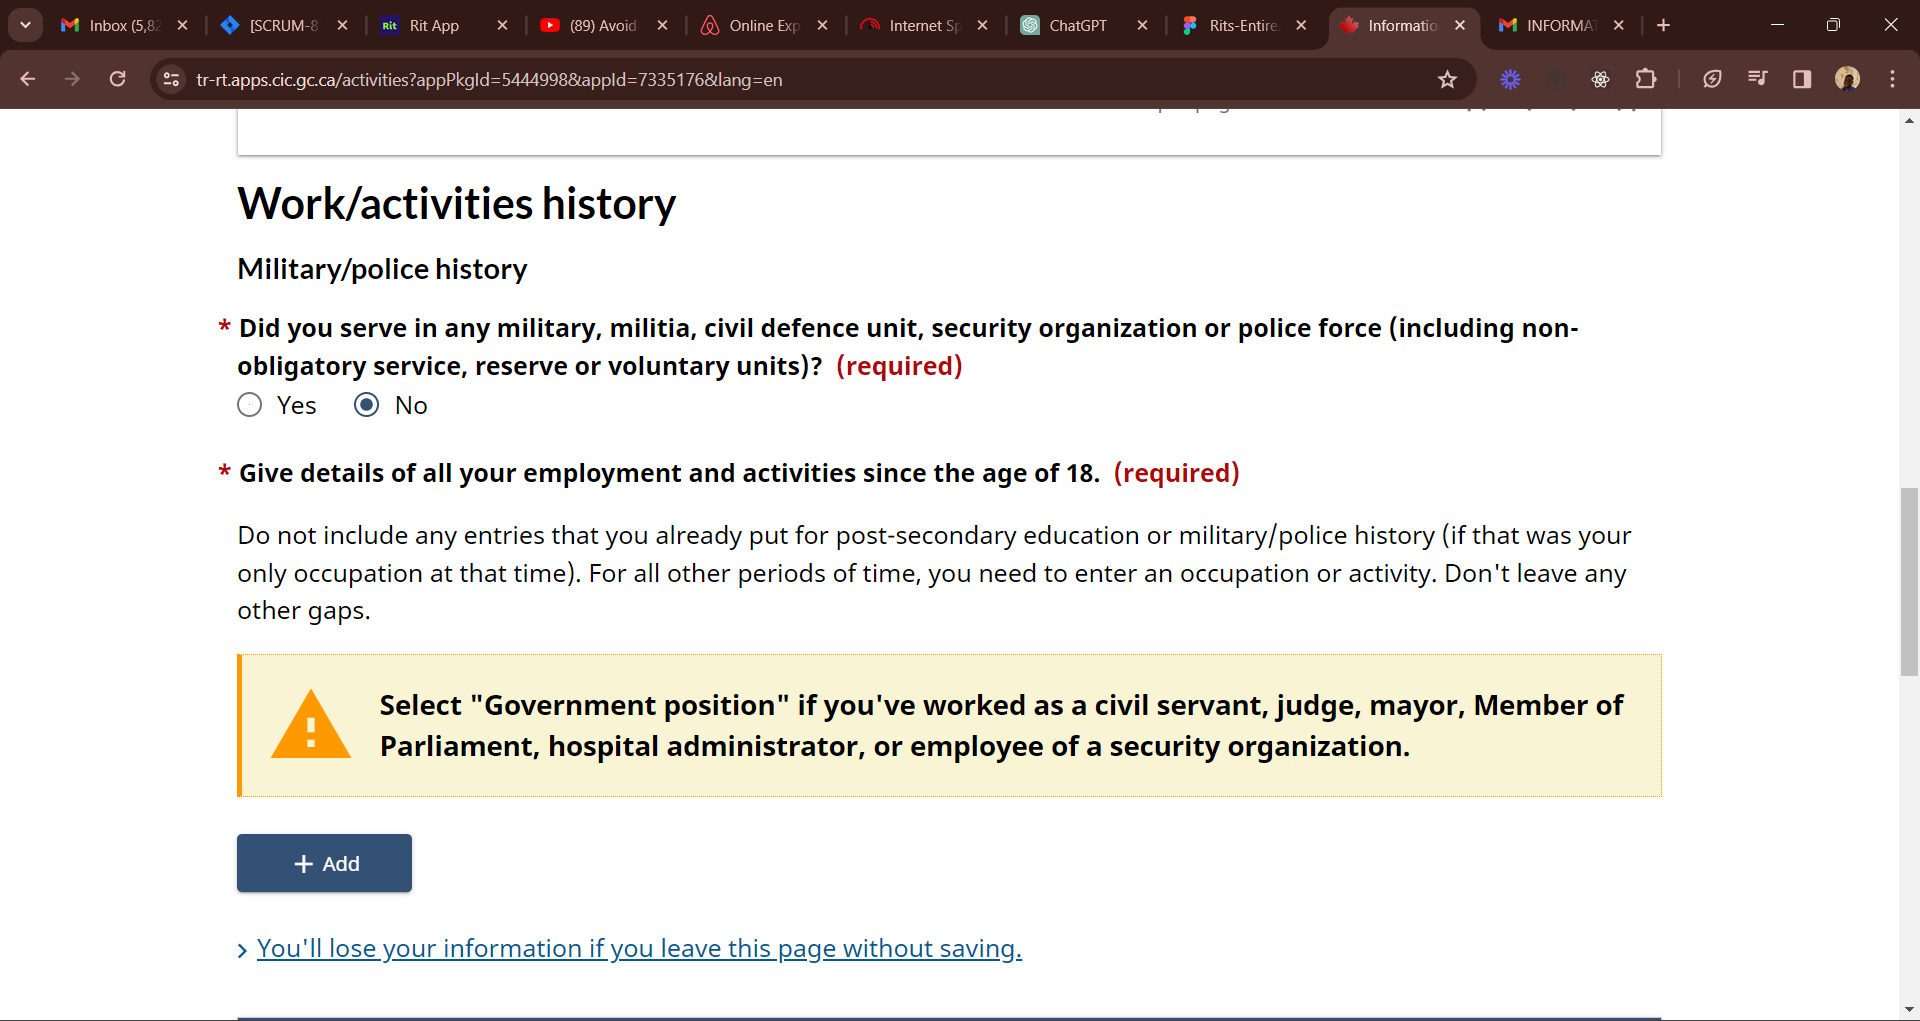 Inbox (5,82
[SCRUM-8
Rit
Rit App
(89) Avoid
Online Exp
Internet Sp
ChatGPT
Rits-Entire
Informatio
INFORMAT
tr-rt.apps.cic.gc.ca/activities?appPkgId=5444998&appId=7335176&lang=en
Work/activities history
Military/police history
* Did you serve in any military, militia, civil defence unit, security organization or police force (including non-
obligatory service, reserve or voluntary units)? (required)
Yes No
* Give details of all your employment and activities since the age of 18. (required)
Do not include any entries that you already put for post-secondary education or military/police history (if that was your
only occupation at that time). For all other periods of time, you need to enter an occupation or activity. Don't leave any
other gaps.
Select "Government position" if you've worked as a civil servant, judge, mayor, Member of
Parliament, hospital administrator, or employee of a security organization.
+ Add
> You'll lose your information if you leave this page without saving.